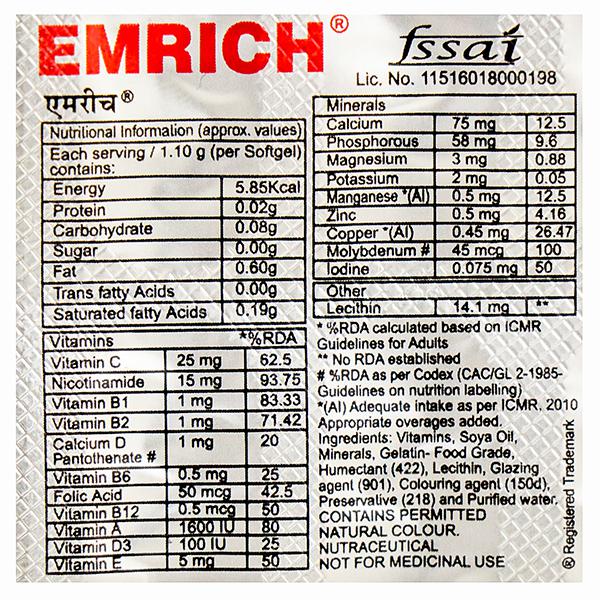 EMRICH®
एमरीच®
Nutritional Information (approx. values)
Each serving / 1.10 g (per Softgel)
contains:
Energy 5.85Kcal
Protein 0.02g
Carbohydrate 0.08g
Sugar 0.00g
Fat 0.60g
Trans fatty Acids 0.00g
Saturated fatty Acids 0.19g
Vitamins *%RDA
Vitamin C 25 mg 62.5
Nicotinamide 15 mg 93.75
Vitamin B1 1 mg 83.33
Vitamin B2 1 mg 71.42
Calcium D
Pantothenate # 1 mg 20
Vitamin B6 0.5 mg 25
Folic Acid 50 mcg 42.5
Vitamin B12 0.5 mcg 50
Vitamin A 1600 IU 80
Vitamin D3 100 IU 25
Vitamin E 5 mg 50
fssai
Lic. No. 11516018000198
Minerals
Calcium 75 mg 12.5
Phosphorous 58 mg 9.6
Magnesium 3 mg 0.88
Potassium 2 mg 0.05
Manganese *(AI) 0.5 mg 12.5
Zinc 0.5 mg 4.16
Copper *(AI) 0.45 mg 26.47
Molybdenum # 45 mcg 100
Iodine 0.075 mg 50
Other
Lecithin 14.1 mg **
* %RDA calculated based on ICMR
Guidelines for Adults
** No RDA established
# %RDA as per Codex (CAC/GL 2-1985-
Guidelines on nutrition labelling)
*(AI) Adequate intake as per ICMR, 2010
Appropriate overages added.
Ingredients: Vitamins, Soya Oil,
Minerals, Gelatin- Food Grade,
Humectant (422), Lecithin, Glazing
agent (901), Colouring agent (150d),
Preservative (218) and Purified water.
CONTAINS PERMITTED
NATURAL COLOUR.
NUTRACEUTICAL
NOT FOR MEDICINAL USE
® Registered Trademark